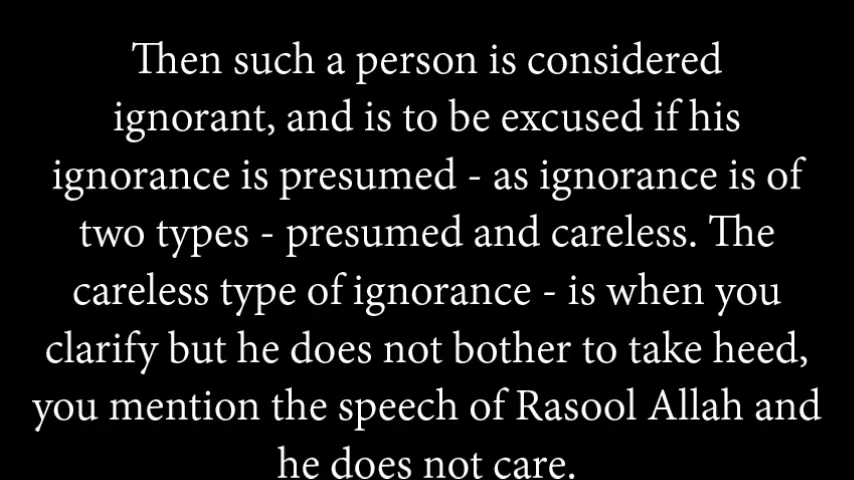 Then such a person is considered
ignorant, and is to be excused if his
ignorance is presumed - as ignorance is of
two types - presumed and careless. The
careless type of ignorance - is when you
clarify but he does not bother to take heed,
you mention the speech of Rasool Allah and
he does not care.